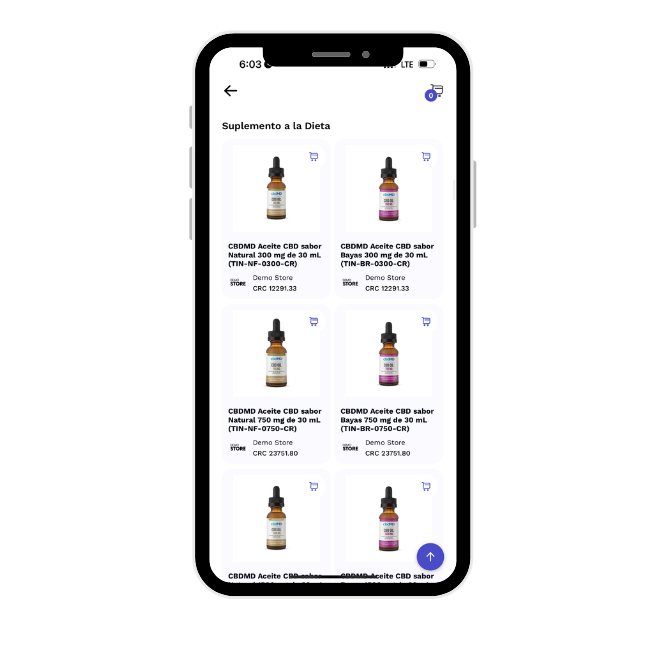 6:03
LTE
0
Suplemento a la Dieta
CBDMD Aceite CBD sabor
Natural 300 mg de 30 mL
(TIN-NF-0300-CR)
DEMO
STORE
Demo Store
CRC 12291.33
CBDMD Aceite CBD sabor
Bayas 300 mg de 30 mL
(TIN-BR-0300-CR)
DEMO
STORE
Demo Store
CRC 12291.33
CBDMD Aceite CBD sabor
Natural 750 mg de 30 mL
(TIN-NF-0750-CR)
DEMO
STORE
Demo Store
CRC 23751.80
CBDMD Aceite CBD sabor
Bayas 750 mg de 30 mL
(TIN-BR-0750-CR)
DEMO
STORE
Demo Store
CRC 23751.80
CBDMD Aceite CBD sabor
CBDMD Aceite CBD sabor